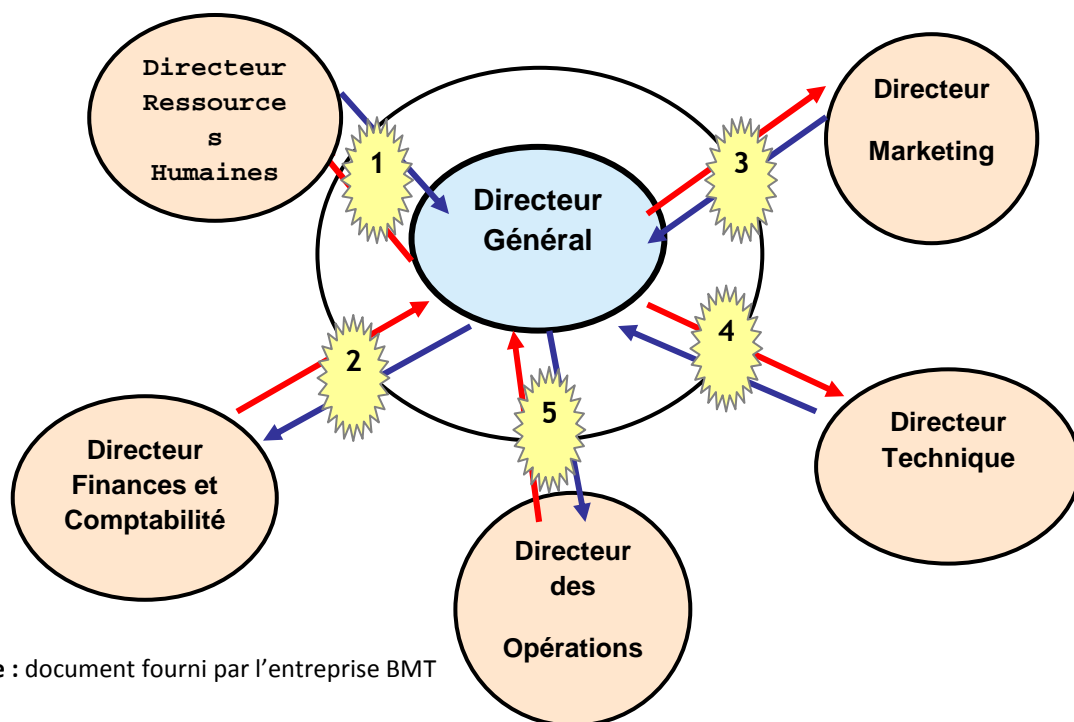 Directeur
Ressource
s
Humaines
1
Directeur
Général
3
Directeur
Marketing
2
4
5
Directeur
Finances et
Comptabilité
Directeur
Technique
Directeur
des
Opérations
e : document fourni par l’entreprise BMT